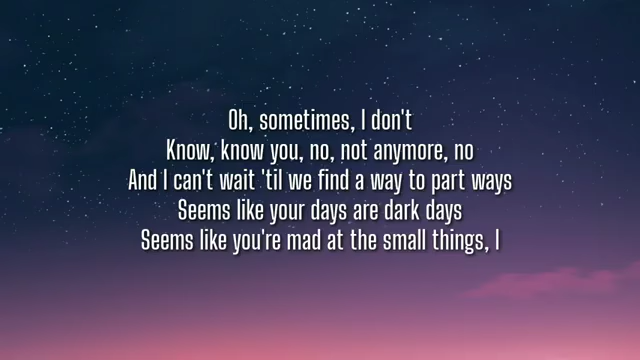 Oh, sometimes, I don't
Know, know you, no, not anymore, no
And I can't wait 'til we find a way to part ways
Seems like your days are dark days
Seems like you're mad at the small things, I